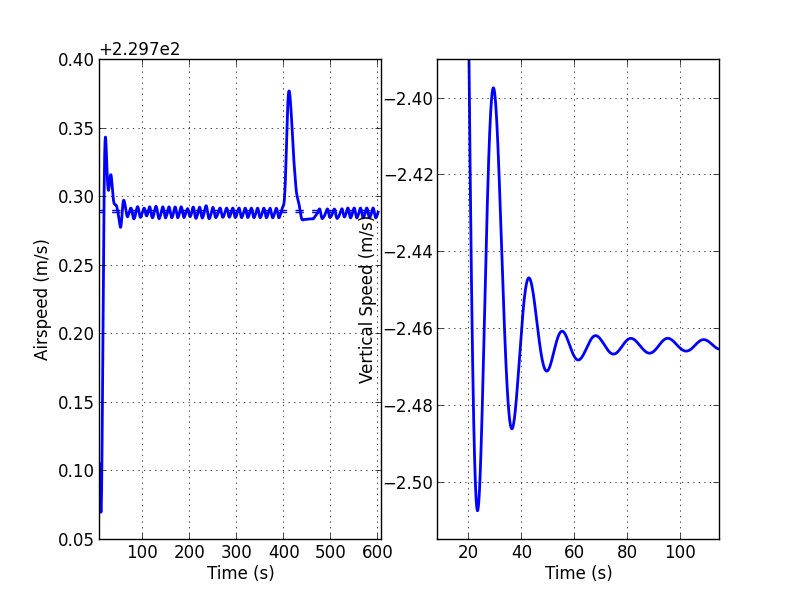 +2.297e2
0.40
0.35
0.30
0.25
0.20
0.15
0.10
0.05
Airspeed (m/s)
100 200 300 400 500 600
Time (s)
−2.40
−2.42
−2.44
−2.46
−2.48
−2.50
Vertical Speed (m/s)
20 40 60 80 100
Time (s)